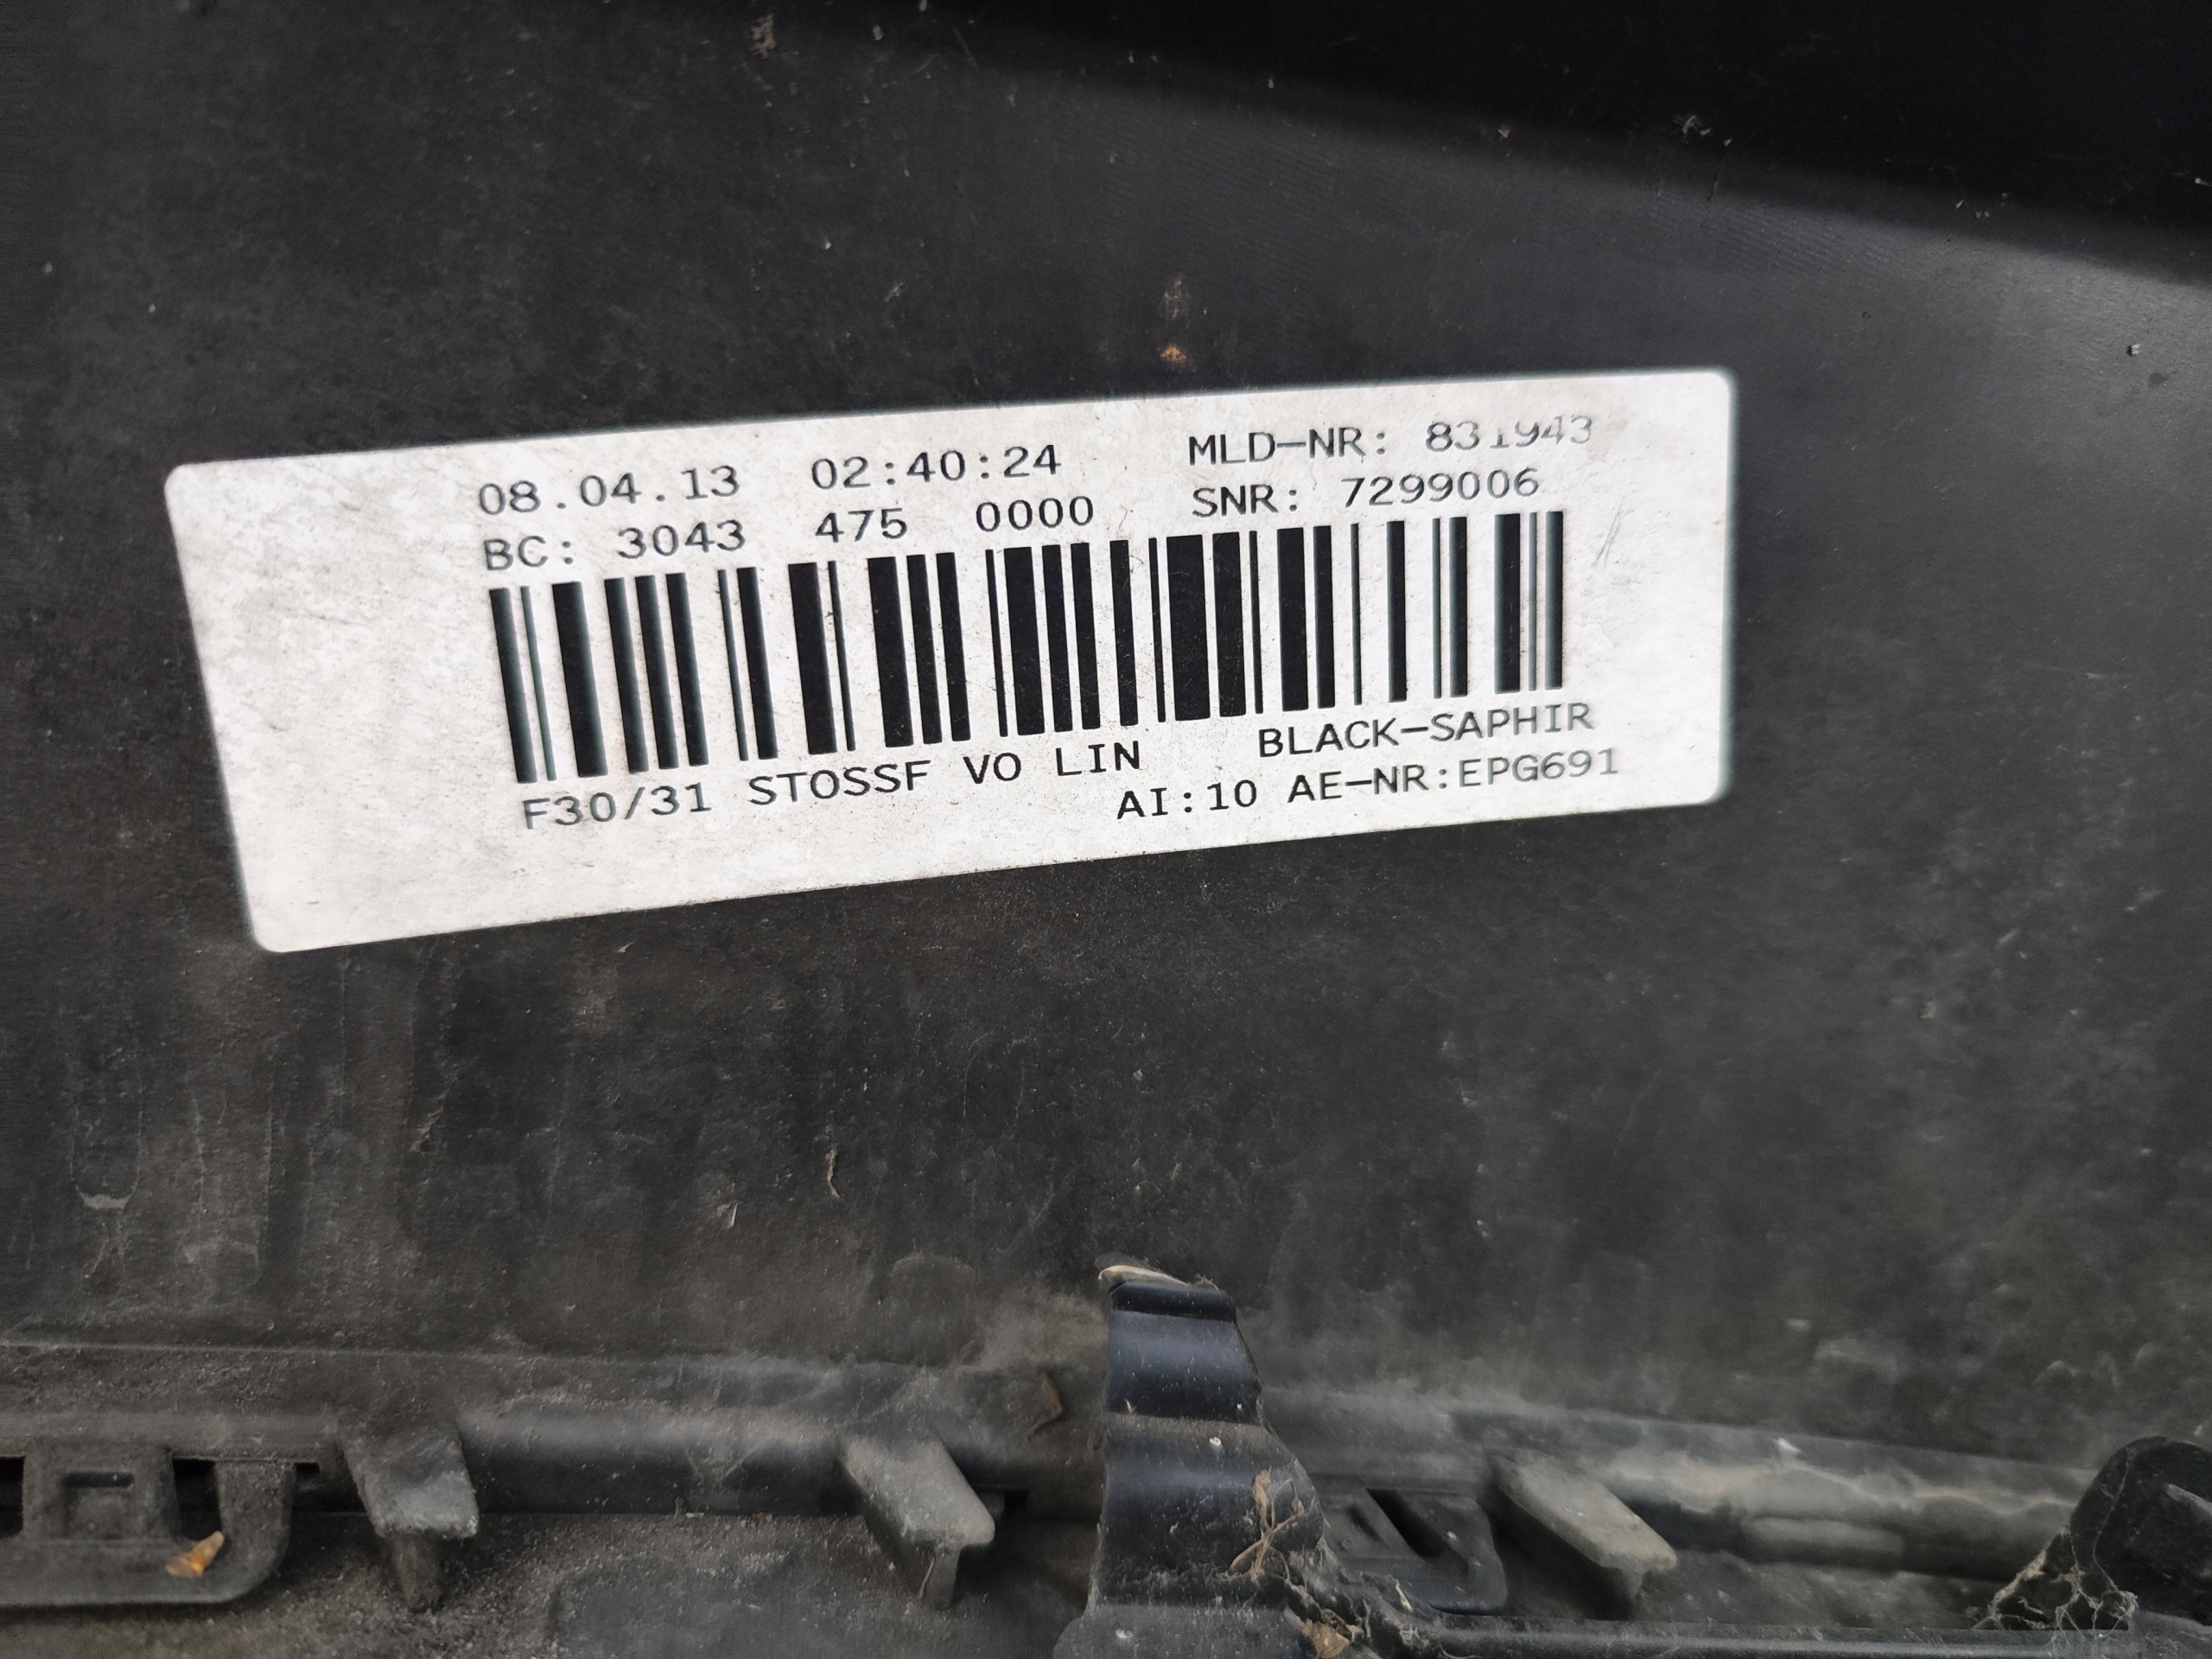 08.04.13 02:40:24 MLD-NR: 831943
BC: 3043 475 0000 SNR: 7299006
F30/31 STOSSF VO LIN BLACK-SAPHIR
AI:10 AE-NR:EPG691